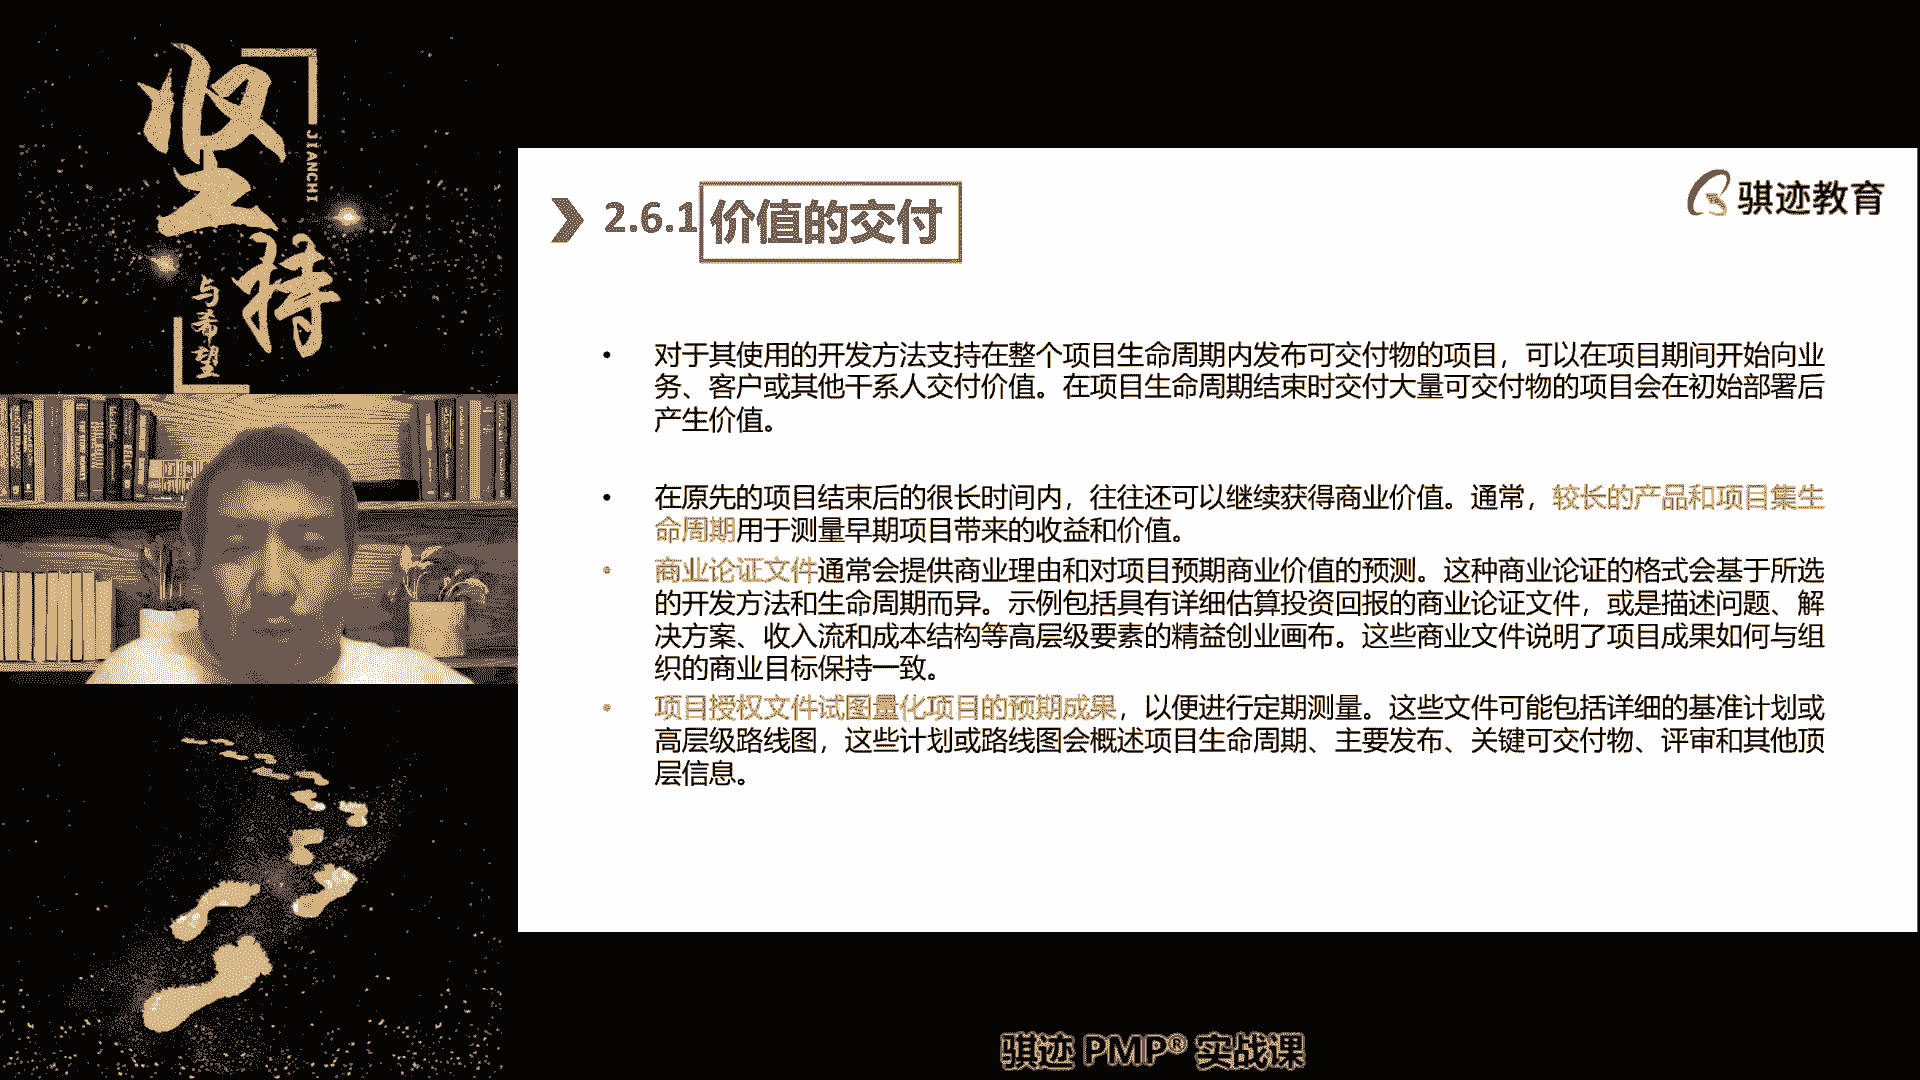 坚持
JIANCHI
与希望
2.6.1 价值的交付
骐迹教育
• 对于其使用的开发方法支持在整个项目生命周期内发布可交付物的项目，可以在项目期间开始向业
务、客户或其他干系人交付价值。在项目生命周期结束时交付大量可交付物的项目会在初始部署后
产生价值。
• 在原先的项目结束后的很长时间内，往往还可以继续获得商业价值。通常，较长的产品和项目集生
命周期用于测量早期项目带来的收益和价值。
• 商业论证文件通常会提供商业理由和对项目预期商业价值的预测。这种商业论证的格式会基于所选
的开发方法和生命周期而异。示例包括具有详细估算投资回报的商业论证文件，或是描述问题、解
决方案、收入流和成本结构等高层级要素的精益创业画布。这些商业文件说明了项目成果如何与组
织的商业目标保持一致。
• 项目授权文件试图量化项目的预期成果，以便进行定期测量。这些文件可能包括详细的基准计划或
高层级路线图，这些计划或路线图会概述项目生命周期、主要发布、关键可交付物、评审和其他顶
层信息。
骐迹 PMP® 实战课